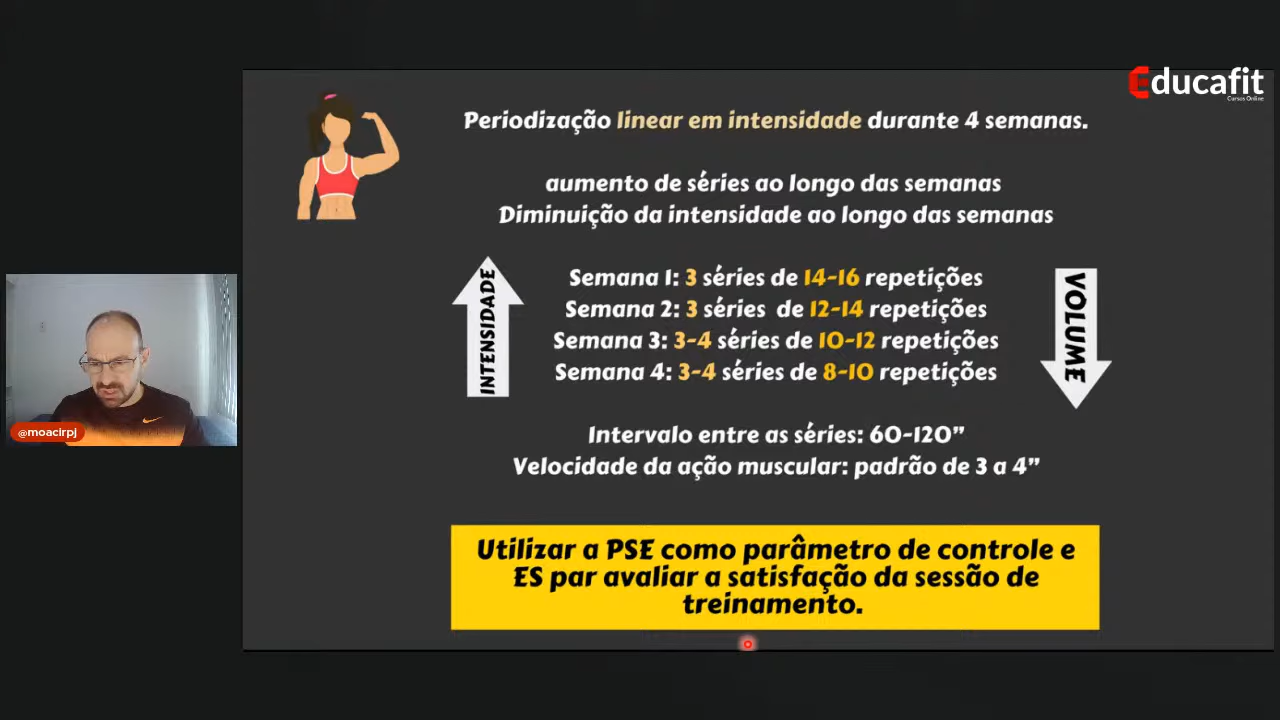 Educafit
Cursos Online
Periodização linear em intensidade durante 4 semanas.
aumento de séries ao longo das semanas
Diminuição da intensidade ao longo das semanas
INTENSIDADE
Semana 1: 3 séries de 14-16 repetições
Semana 2: 3 séries de 12-14 repetições
Semana 3: 3-4 séries de 10-12 repetições
Semana 4: 3-4 séries de 8-10 repetições
VOLUME
Intervalo entre as séries: 60-120”
Velocidade da ação muscular: padrão de 3 a 4”
@moacirpj
Utilizar a PSE como parâmetro de controle e
ES par avaliar a satisfação da sessão de
treinamento.